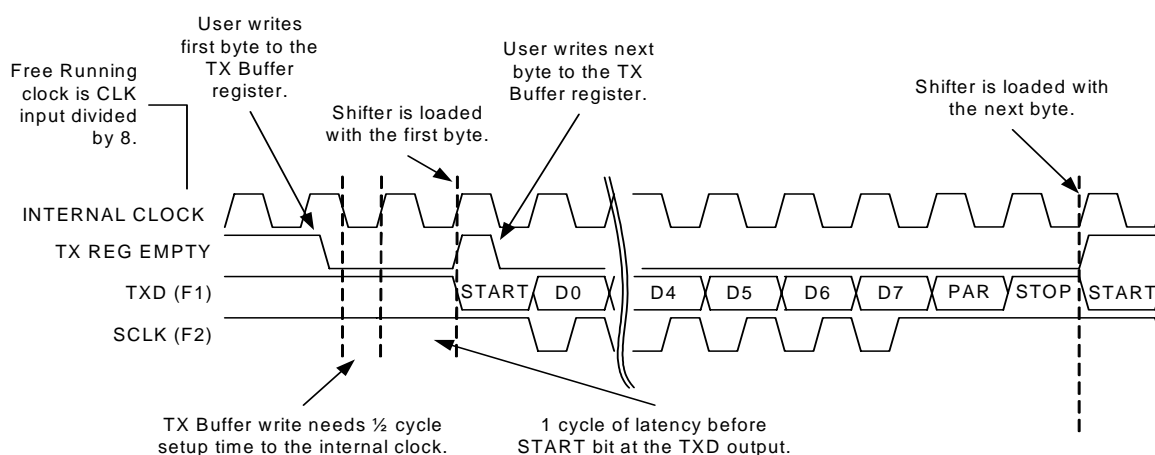 User writes
first byte to the
TX Buffer
register.
User writes next
byte to the TX
Buffer register.
Free Running
clock is CLK
input divided
by 8.
Shifter is loaded
with the first byte.
Shifter is loaded with
the next byte.
INTERNAL CLOCK
TX REG EMPTY
TXD (F1)
START D0 D4 D5 D6 D7 PAR STOP START
SCLK (F2)
TX Buffer write needs ½ cycle
setup time to the internal clock.
1 cycle of latency before
START bit at the TXD output.